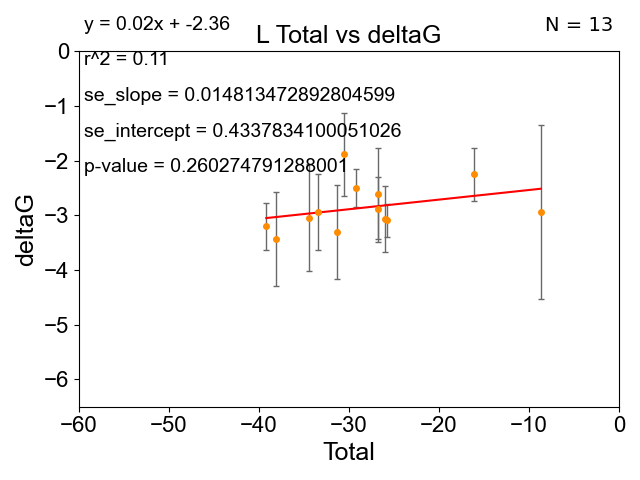 y = 0.02x + -2.36
N = 13
L Total vs deltaG
r^2 = 0.11
se_slope = 0.014813472892804599
se_intercept = 0.4337834100051026
p-value = 0.260274791288001
0
−1
−2
−3
−4
−5
−6
deltaG
−60 −50 −40 −30 −20 −10 0
Total